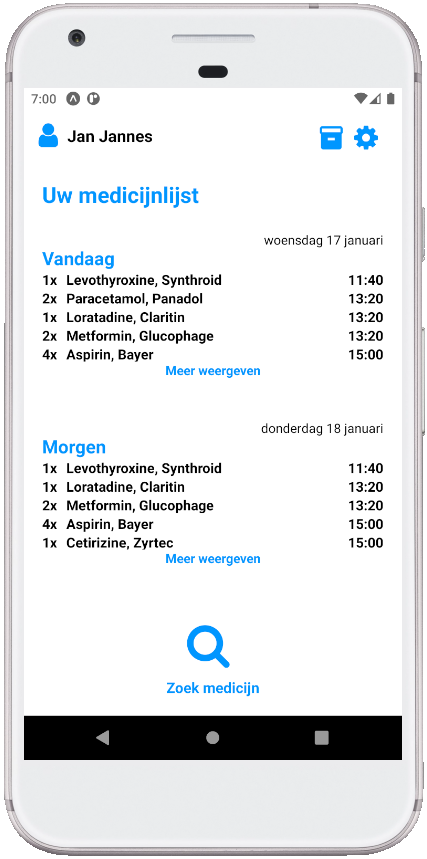 7:00
Jan Jannes
Uw medicijnlijst
woensdag 17 januari
Vandaag
1x Levothyroxine, Synthroid 11:40
2x Paracetamol, Panadol 13:20
1x Loratadine, Claritin 13:20
2x Metformin, Glucophage 13:20
4x Aspirin, Bayer 15:00
Meer weergeven
donderdag 18 januari
Morgen
1x Levothyroxine, Synthroid 11:40
1x Loratadine, Claritin 13:20
2x Metformin, Glucophage 13:20
4x Aspirin, Bayer 15:00
1x Cetirizine, Zyrtec 15:00
Meer weergeven
Zoek medicijn